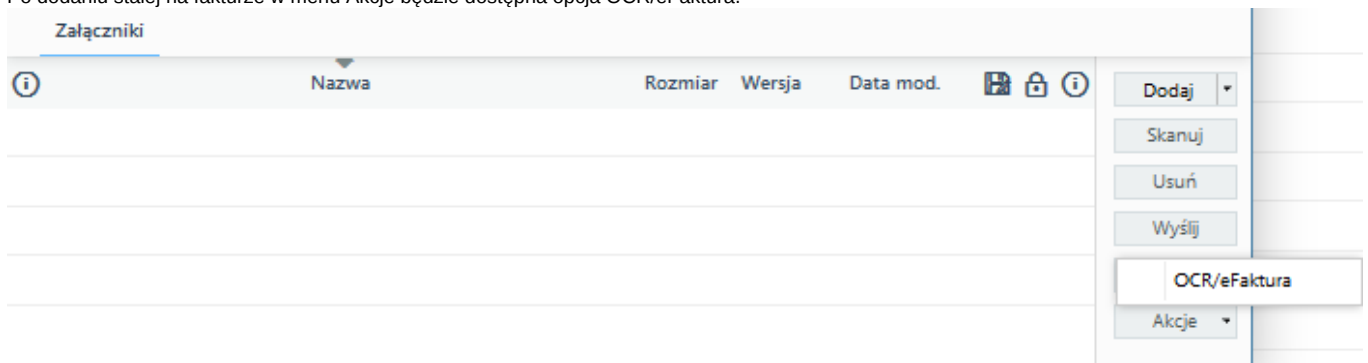 Po dodaniu stałej na fakturze w menu Akcje będzie dostępna opcja OCR/eFaktura.
Załączniki
Nazwa Rozmiar Wersja Data mod.
Dodaj
Skanuj
Usuń
Wyślij
OCR/eFaktura
Akcje